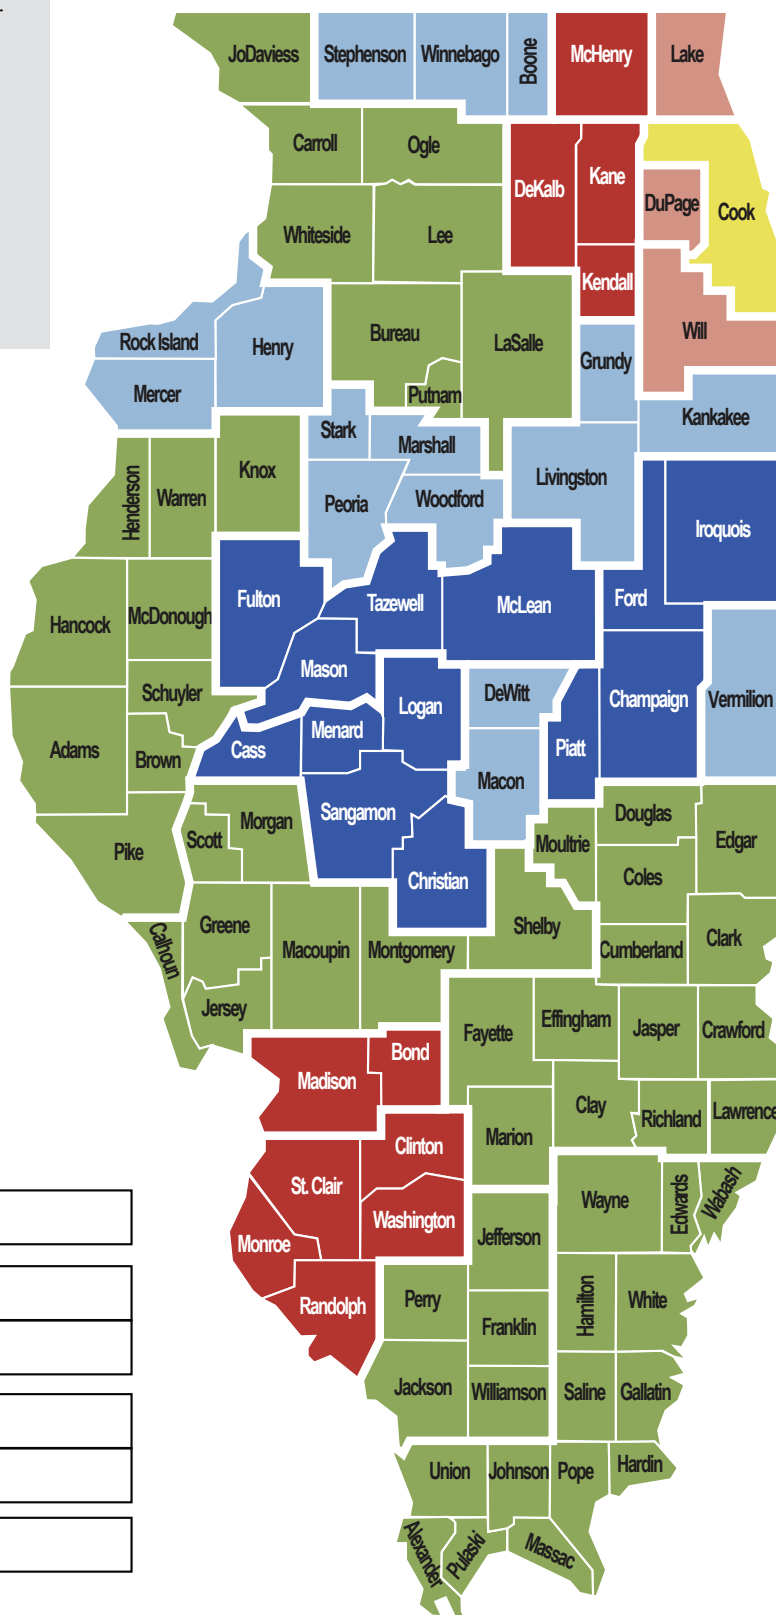 JoDaviess
Stephenson
Winnebago
Boone
McHenry
Lake
Carroll
Ogle
DeKalb
Kane
DuPage
Cook
Whiteside
Lee
Kendall
Rock Island
Henry
Bureau
LaSalle
Will
Grundy
Mercer
Putnam
Kankakee
Stark
Marshall
Knox
Livingston
Henderson
Warren
Peoria
Woodford
Iroquois
Fulton
Tazewell
McLean
Ford
Hancock
McDonough
Mason
Schuyler
Logan
DeWitt
Champaign
Vermilion
Adams
Brown
Cass
Menard
Piatt
Macon
Sangamon
Douglas
Scott
Morgan
Moultrie
Edgar
Pike
Christian
Coles
Greene
Shelby
Calhoun
Macoupin
Montgomery
Cumberland
Clark
Jersey
Fayette
Effingham
Jasper
Crawford
Bond
Madison
Clay
Richland
Lawrence
Marion
Clinton
St. Clair
Wayne
Edwards
Wabash
Washington
Jefferson
Monroe
Randolph
Perry
Hamilton
White
Franklin
Jackson
Williamson
Saline
Gallatin
Union
Johnson
Pope
Hardin
Alexander
Pulaski
Massac